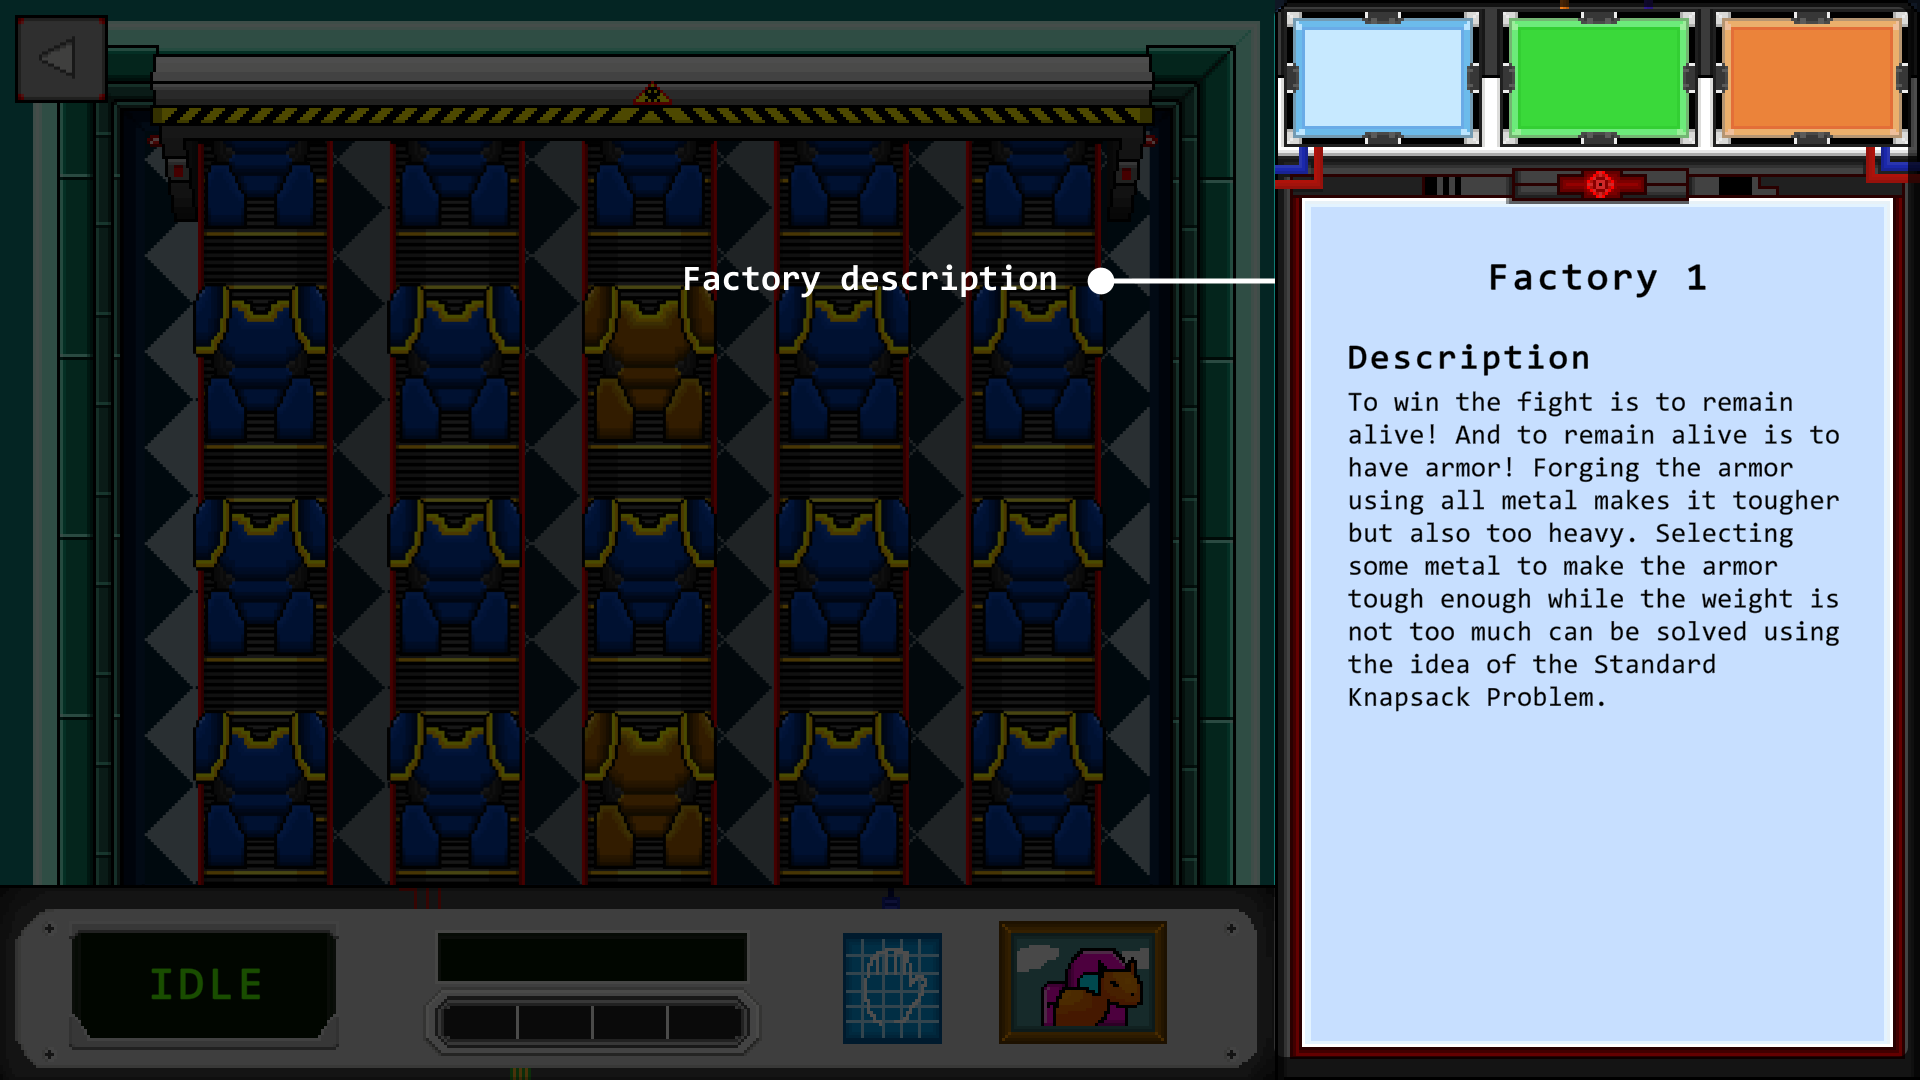 Factory description
Factory 1
Description
To win the fight is to remain
alive! And to remain alive is to
have armor! Forging the armor
using all metal makes it tougher
but also too heavy. Selecting
some metal to make the armor
tough enough while the weight is
not too much can be solved using
the idea of the Standard
Knapsack Problem.
IDLE